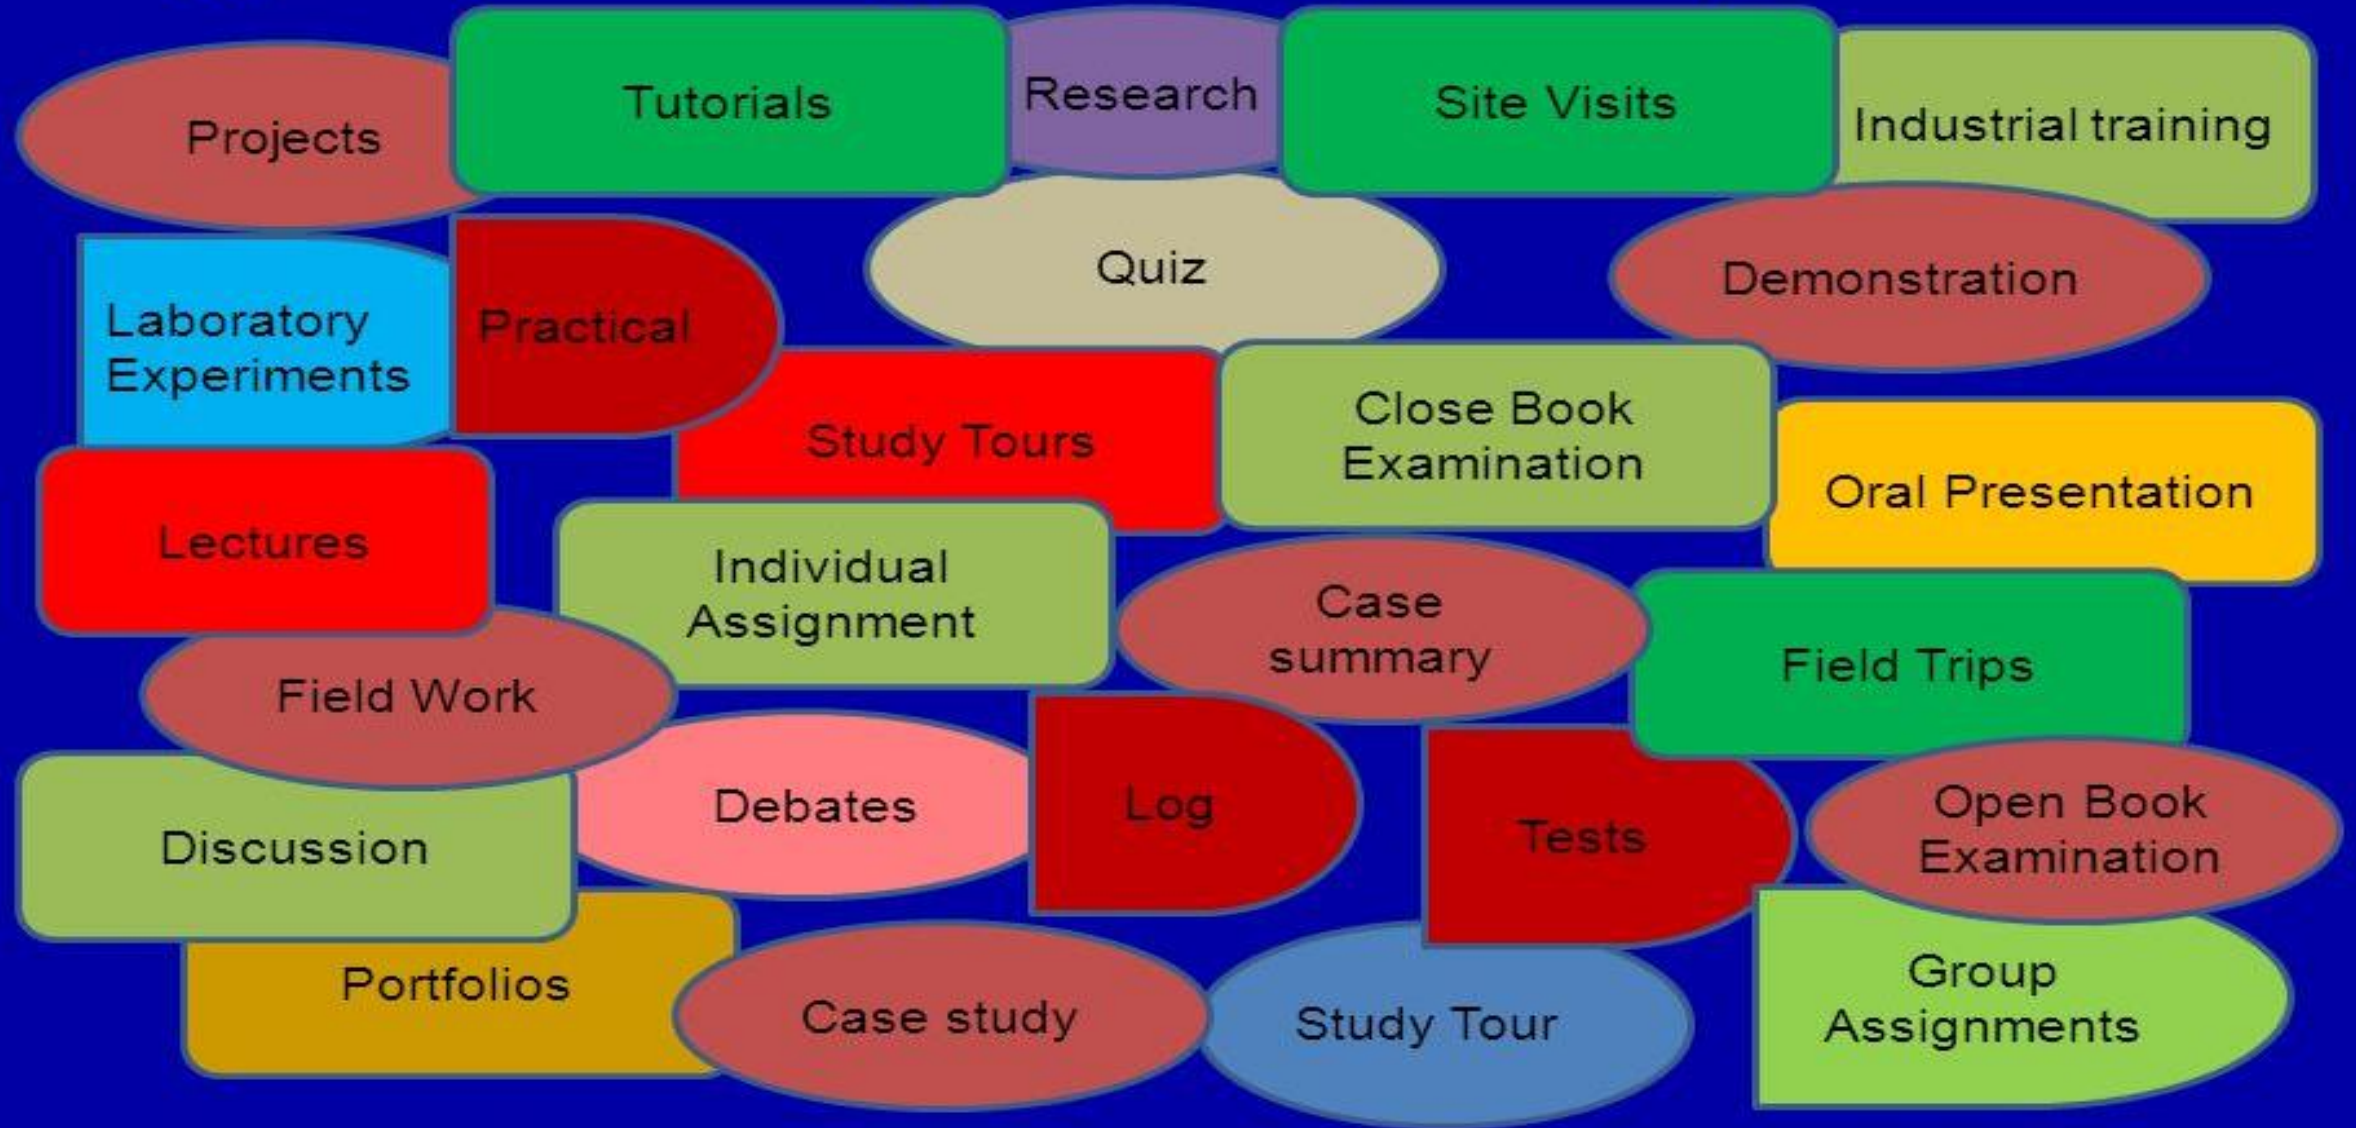 Projects
Tutorials
Research
Site Visits
Industrial training
Laboratory
Experiments
Practical
Quiz
Demonstration
Study Tours
Close Book
Examination
Oral Presentation
Lectures
Individual
Assignment
Case
summary
Field Trips
Field Work
Debates
Log
Tests
Open Book
Examination
Discussion
Portfolios
Case study
Study Tour
Group
Assignments